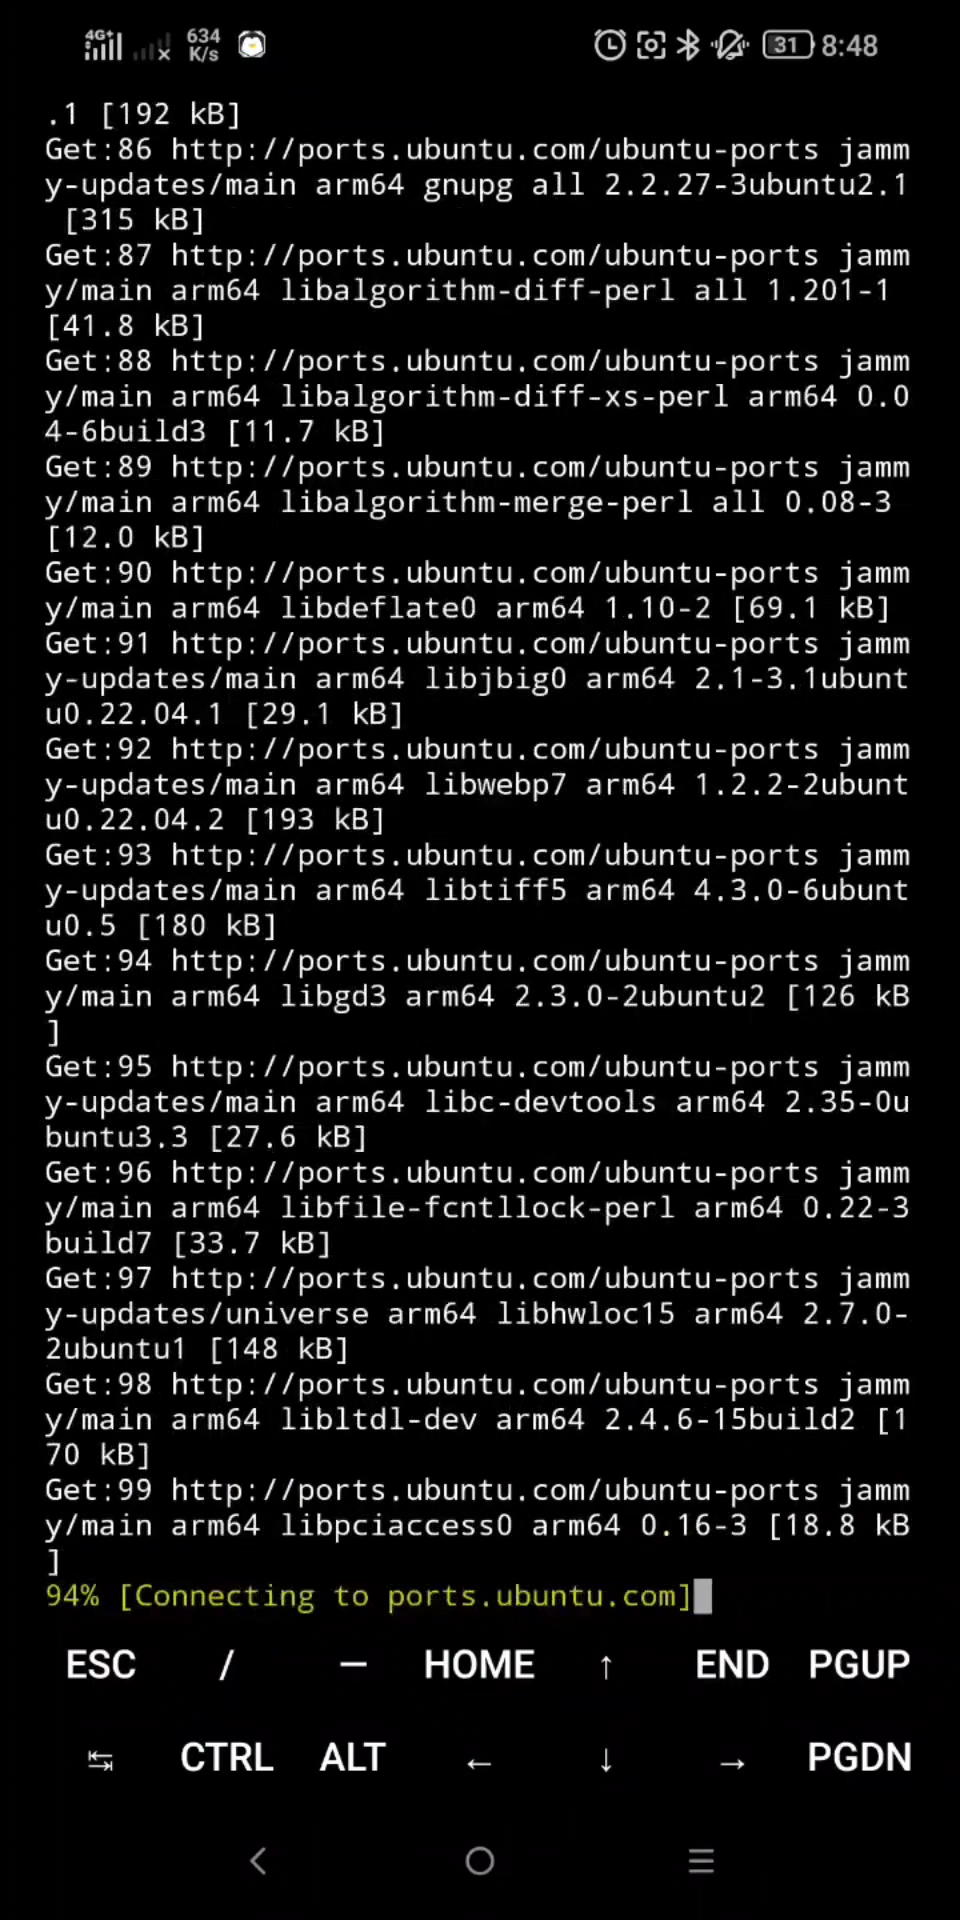 4G+ 634 K/s 31 8:48
.1 [192 kB]
Get:86 http://ports.ubuntu.com/ubuntu-ports jamm
y-updates/main arm64 gnupg all 2.2.27-3ubuntu2.1
 [315 kB]
Get:87 http://ports.ubuntu.com/ubuntu-ports jamm
y/main arm64 libalgorithm-diff-perl all 1.201-1
[41.8 kB]
Get:88 http://ports.ubuntu.com/ubuntu-ports jamm
y/main arm64 libalgorithm-diff-xs-perl arm64 0.0
4-6build3 [11.7 kB]
Get:89 http://ports.ubuntu.com/ubuntu-ports jamm
y/main arm64 libalgorithm-merge-perl all 0.08-3
[12.0 kB]
Get:90 http://ports.ubuntu.com/ubuntu-ports jamm
y/main arm64 libdeflate0 arm64 1.10-2 [69.1 kB]
Get:91 http://ports.ubuntu.com/ubuntu-ports jamm
y-updates/main arm64 libjbig0 arm64 2.1-3.1ubunt
u0.22.04.1 [29.1 kB]
Get:92 http://ports.ubuntu.com/ubuntu-ports jamm
y-updates/main arm64 libwebp7 arm64 1.2.2-2ubunt
u0.22.04.2 [193 kB]
Get:93 http://ports.ubuntu.com/ubuntu-ports jamm
y-updates/main arm64 libtiff5 arm64 4.3.0-6ubunt
u0.5 [180 kB]
Get:94 http://ports.ubuntu.com/ubuntu-ports jamm
y/main arm64 libgd3 arm64 2.3.0-2ubuntu2 [126 kB
]
Get:95 http://ports.ubuntu.com/ubuntu-ports jamm
y-updates/main arm64 libc-devtools arm64 2.35-0u
buntu3.3 [27.6 kB]
Get:96 http://ports.ubuntu.com/ubuntu-ports jamm
y/main arm64 libfile-fcntllock-perl arm64 0.22-3
build7 [33.7 kB]
Get:97 http://ports.ubuntu.com/ubuntu-ports jamm
y-updates/universe arm64 libhwloc15 arm64 2.7.0-
2ubuntu1 [148 kB]
Get:98 http://ports.ubuntu.com/ubuntu-ports jamm
y/main arm64 libltdl-dev arm64 2.4.6-15build2 [1
70 kB]
Get:99 http://ports.ubuntu.com/ubuntu-ports jamm
y/main arm64 libpciaccess0 arm64 0.16-3 [18.8 kB
]
94% [Connecting to ports.ubuntu.com]
ESC / — HOME ↑ END PGUP
↹ CTRL ALT ← ↓ → PGDN